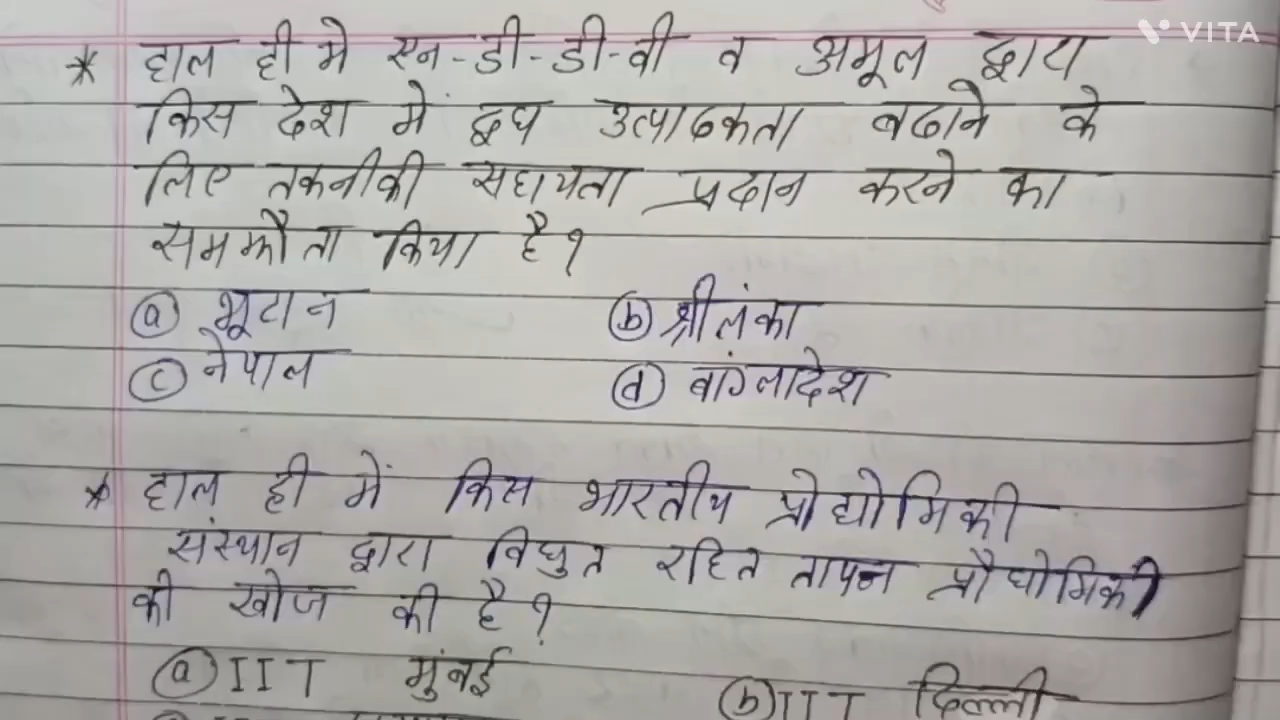 VITA
* हाल ही मे एन-डी-डी-वी व अमूल द्वारा
किस देश में दूध उत्पादकता बढाने के
लिए तकनीकी सहायता प्रदान करने का
समझौता किया है?
(a) भूटान (b) श्रीलंका
(c) नेपाल (d) बांग्लादेश
* हाल ही में किस भारतीय प्रोद्योमिकी
संस्थान द्वारा विघुत रहित तापन प्रौघोमिकी
की खोज की है?
(a) IIT मुंबई (b) IIT दिल्ली